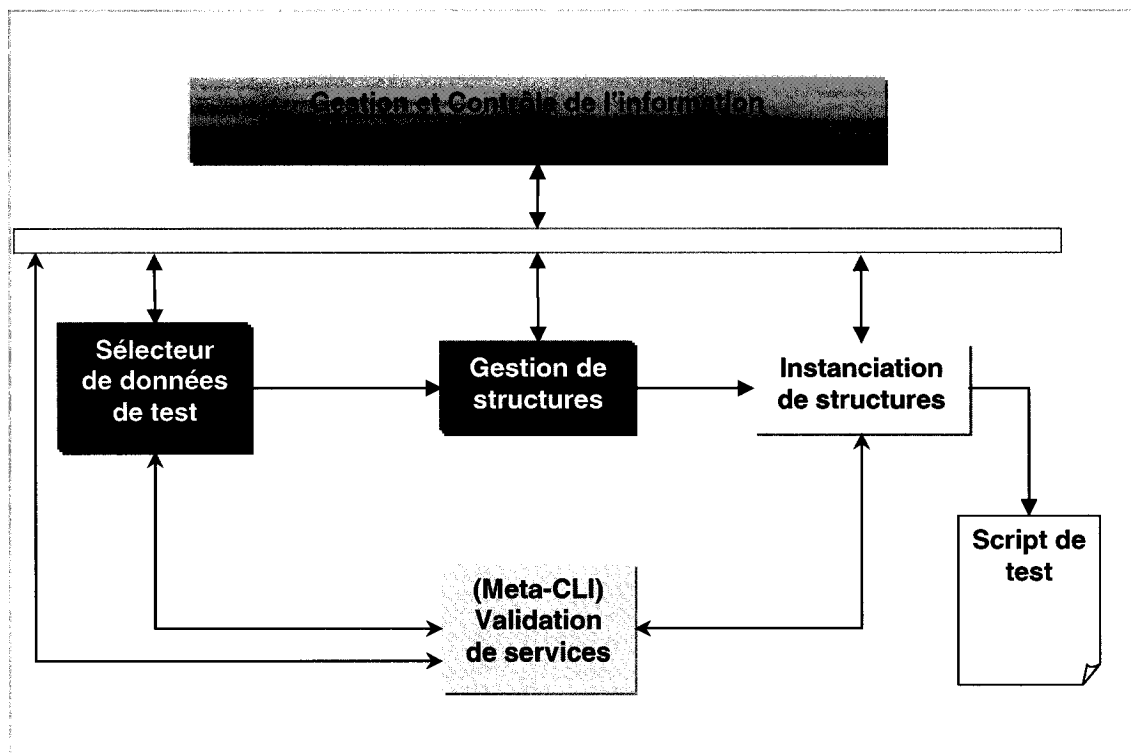 Gestion et Contrôle de l'information
Sélecteur
de données
de test
Gestion de
structures
Instanciation
de structures
Script de
test
(Meta-CLI)
Validation
de services